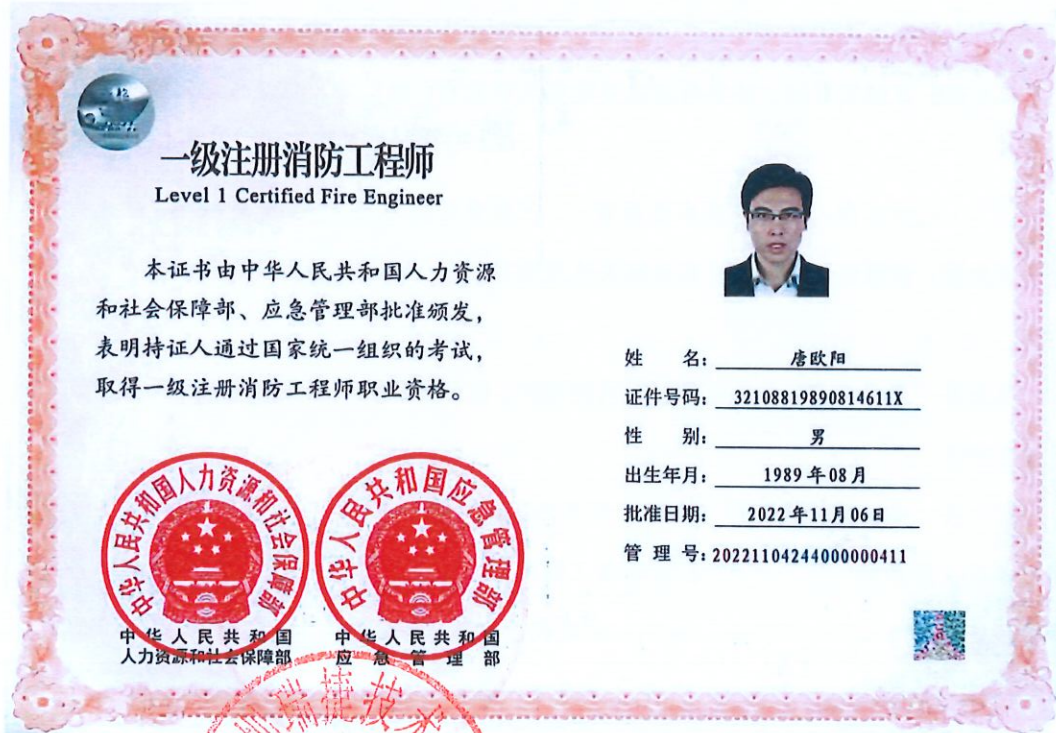 一级注册消防工程师
Level 1 Certified Fire Engineer
本证书由中华人民共和国人力资源
和社会保障部、应急管理部批准颁发，
表明持证人通过国家统一组织的考试，
取得一级注册消防工程师职业资格。
姓 名： 唐欧阳
证件号码： 32108819890814611X
性 别： 男
出生年月： 1989年08月
批准日期： 2022年11月06日
管 理 号：20221104244000000411
中华人民共和国人力资源和社会保障部
中华人民共和国应急管理部
中华人民共和国
人力资源和社会保障部
中华人民共和国
应急管理部
瑞捷技术